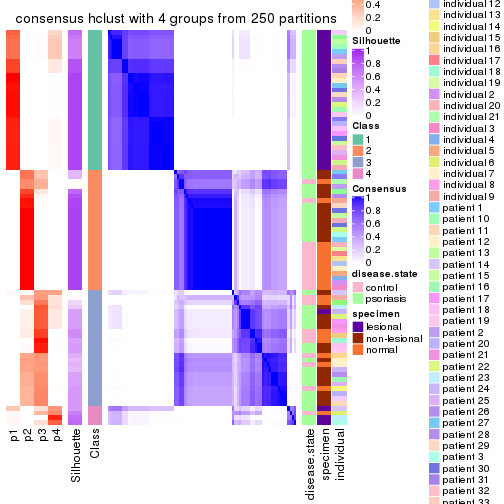 consensus hclust with 4 groups from 250 partitions
p1
p2
p3
p4
Silhouette
Class
disease.state
specimen
individual
0.4
0.2
0
Silhouette
1
0.8
0.6
0.4
0.2
0
Class
1
2
3
4
Consensus
1
0.8
0.6
0.4
0.2
0
disease.state
control
psoriasis
specimen
lesional
non-lesional
normal
individual 12
individual 13
individual 14
individual 15
individual 16
individual 17
individual 18
individual 19
individual 2
individual 20
individual 21
individual 3
individual 4
individual 5
individual 6
individual 7
individual 8
individual 9
patient 1
patient 10
patient 11
patient 12
patient 13
patient 14
patient 15
patient 16
patient 17
patient 18
patient 19
patient 2
patient 20
patient 21
patient 22
patient 23
patient 24
patient 25
patient 26
patient 27
patient 28
patient 29
patient 3
patient 30
patient 31
patient 32
patient 33